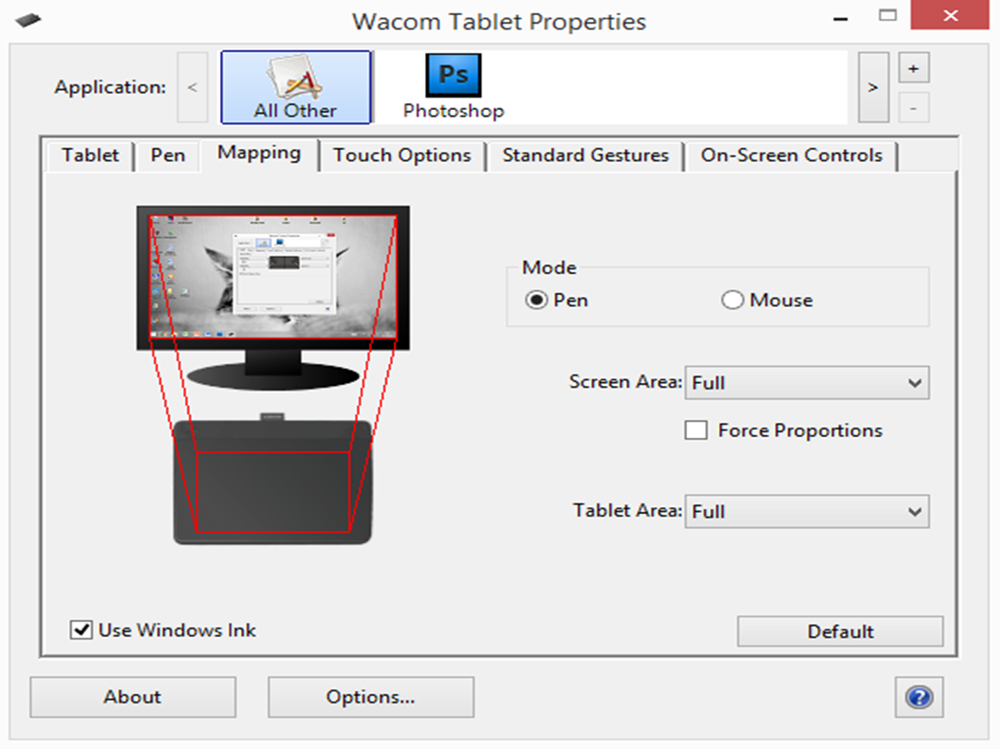 Wacom Tablet Properties
Application:
<
All Other
Ps
Photoshop
>
+
-
Tablet
Pen
Mapping
Touch Options
Standard Gestures
On-Screen Controls
Mode
Pen
Mouse
Screen Area: Full
Force Proportions
Tablet Area: Full
Use Windows Ink
Default
About
Options...
?